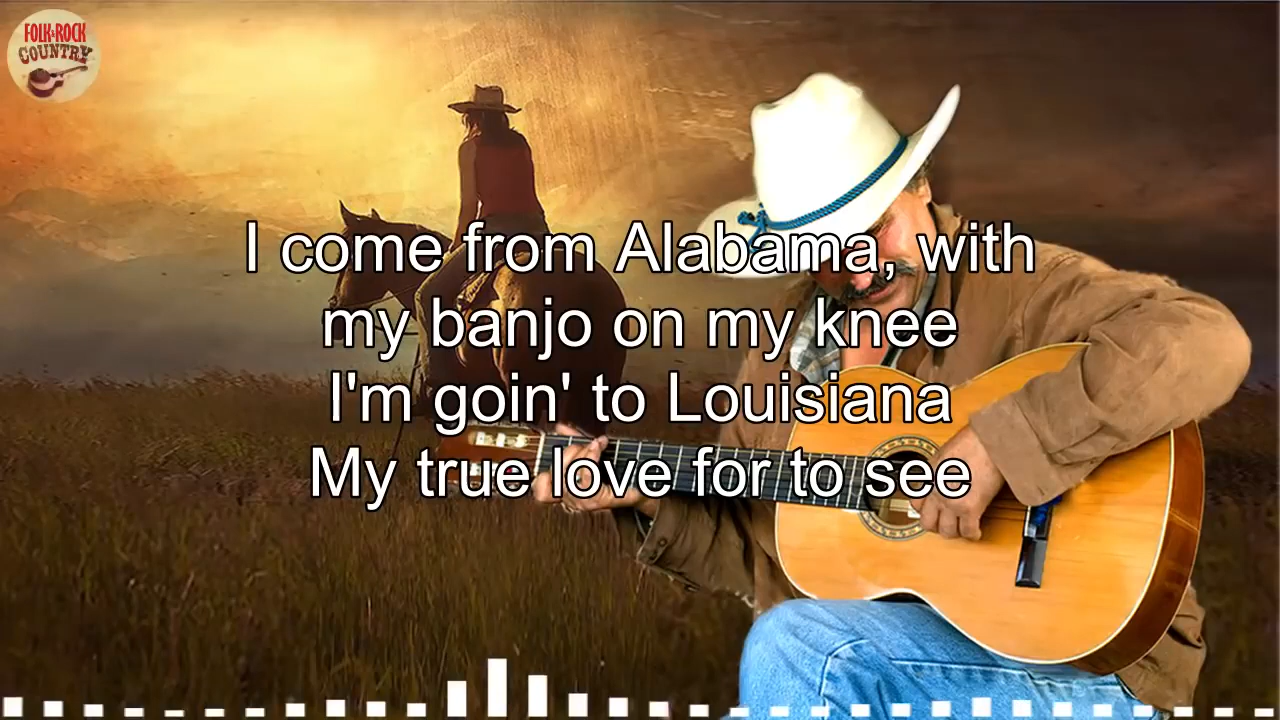 FOLK&ROCK
COUNTRY
I come from Alabama, with
my banjo on my knee
I'm goin' to Louisiana
My true love for to see